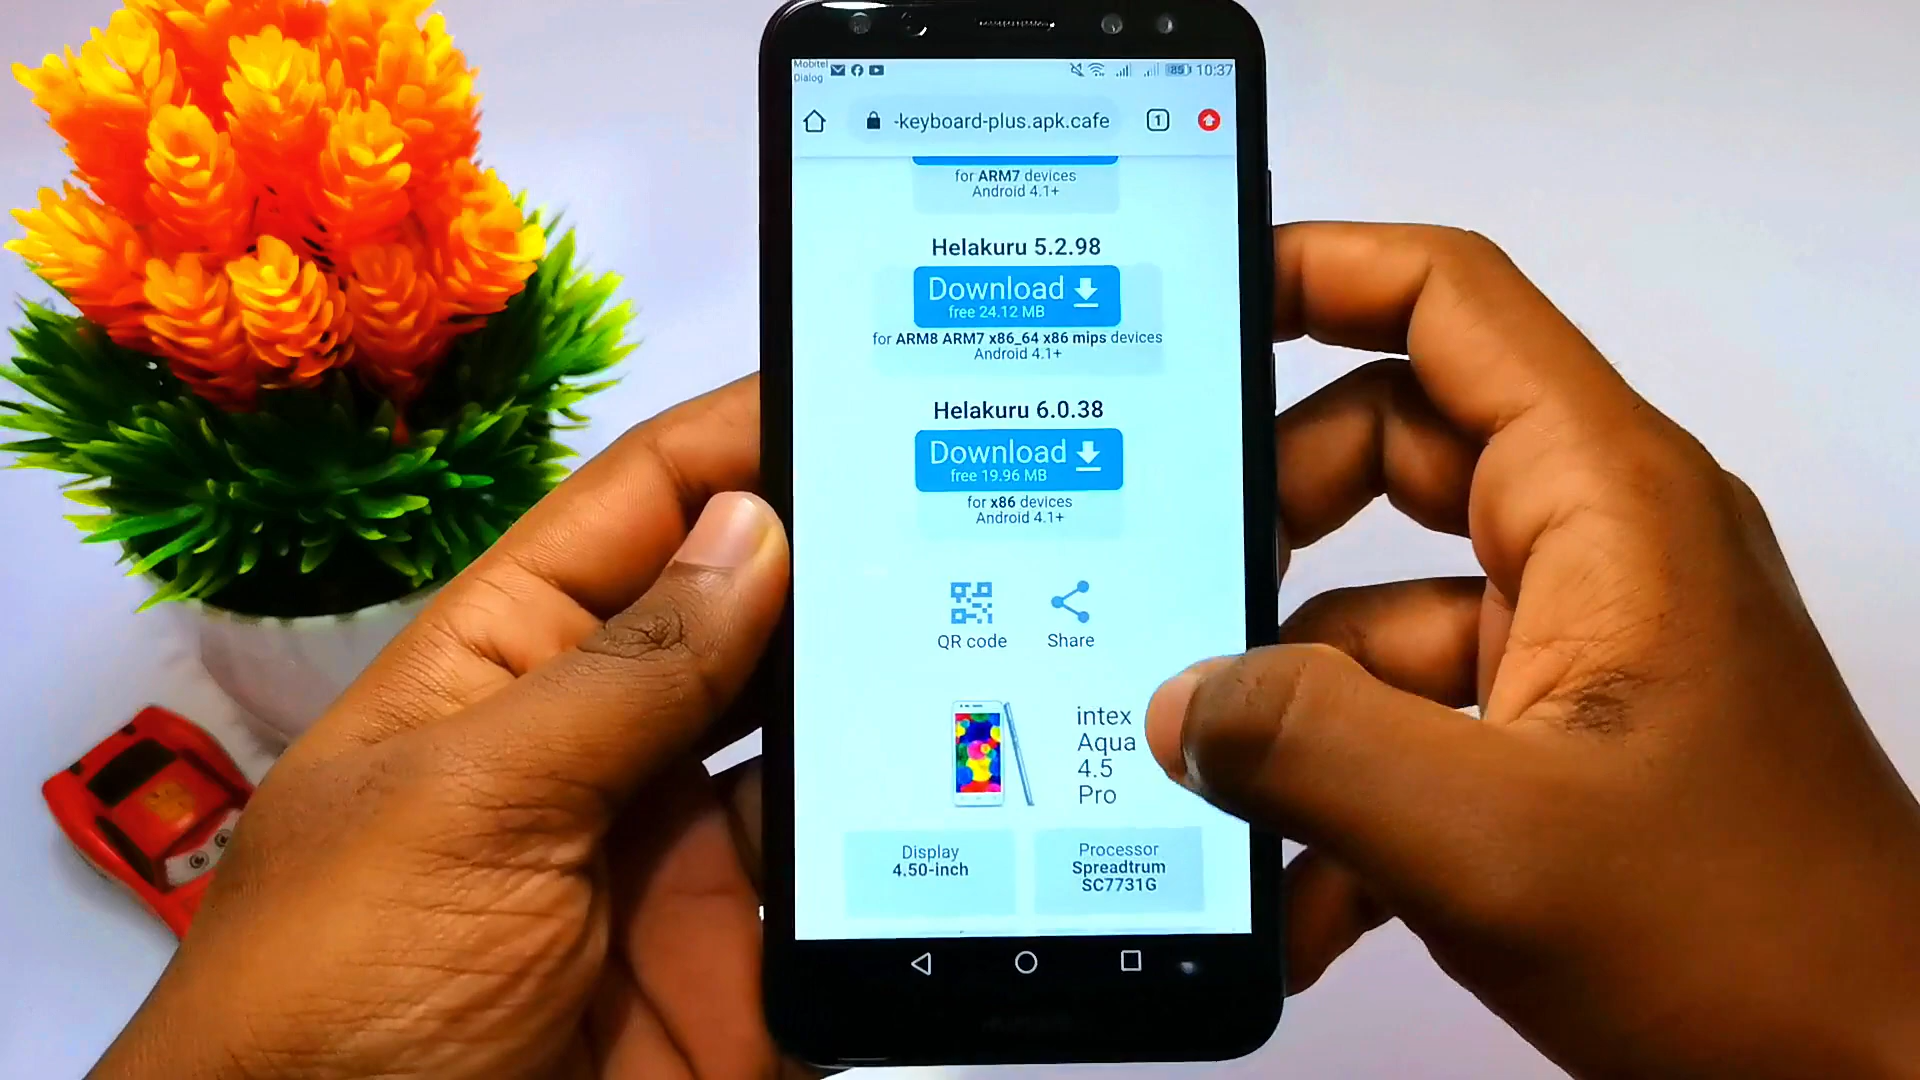 Mobitel
Dialog
85 10:37
-keyboard-plus.apk.cafe 1
for ARM7 devices
Android 4.1+
Helakuru 5.2.98
Download
free 24.12 MB
for ARM8 ARM7 x86_64 x86 mips devices
Android 4.1+
Helakuru 6.0.38
Download
free 19.96 MB
for x86 devices
Android 4.1+
QR code Share
intex
Aqua
4.5
Pro
Display
4.50-inch
Processor
Spreadtrum
SC7731G